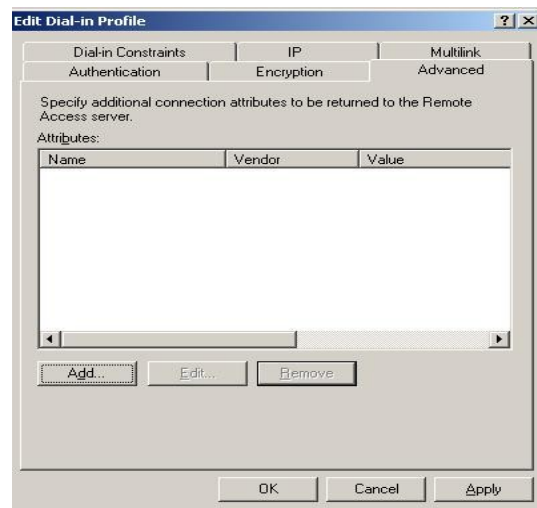 Edit Dial-in Profile
Dial-in Constraints IP Multilink
Authentication Encryption Advanced
Specify additional connection attributes to be returned to the Remote
Access server.
Attributes:
Name Vendor Value
Add... Edit... Remove
OK Cancel Apply